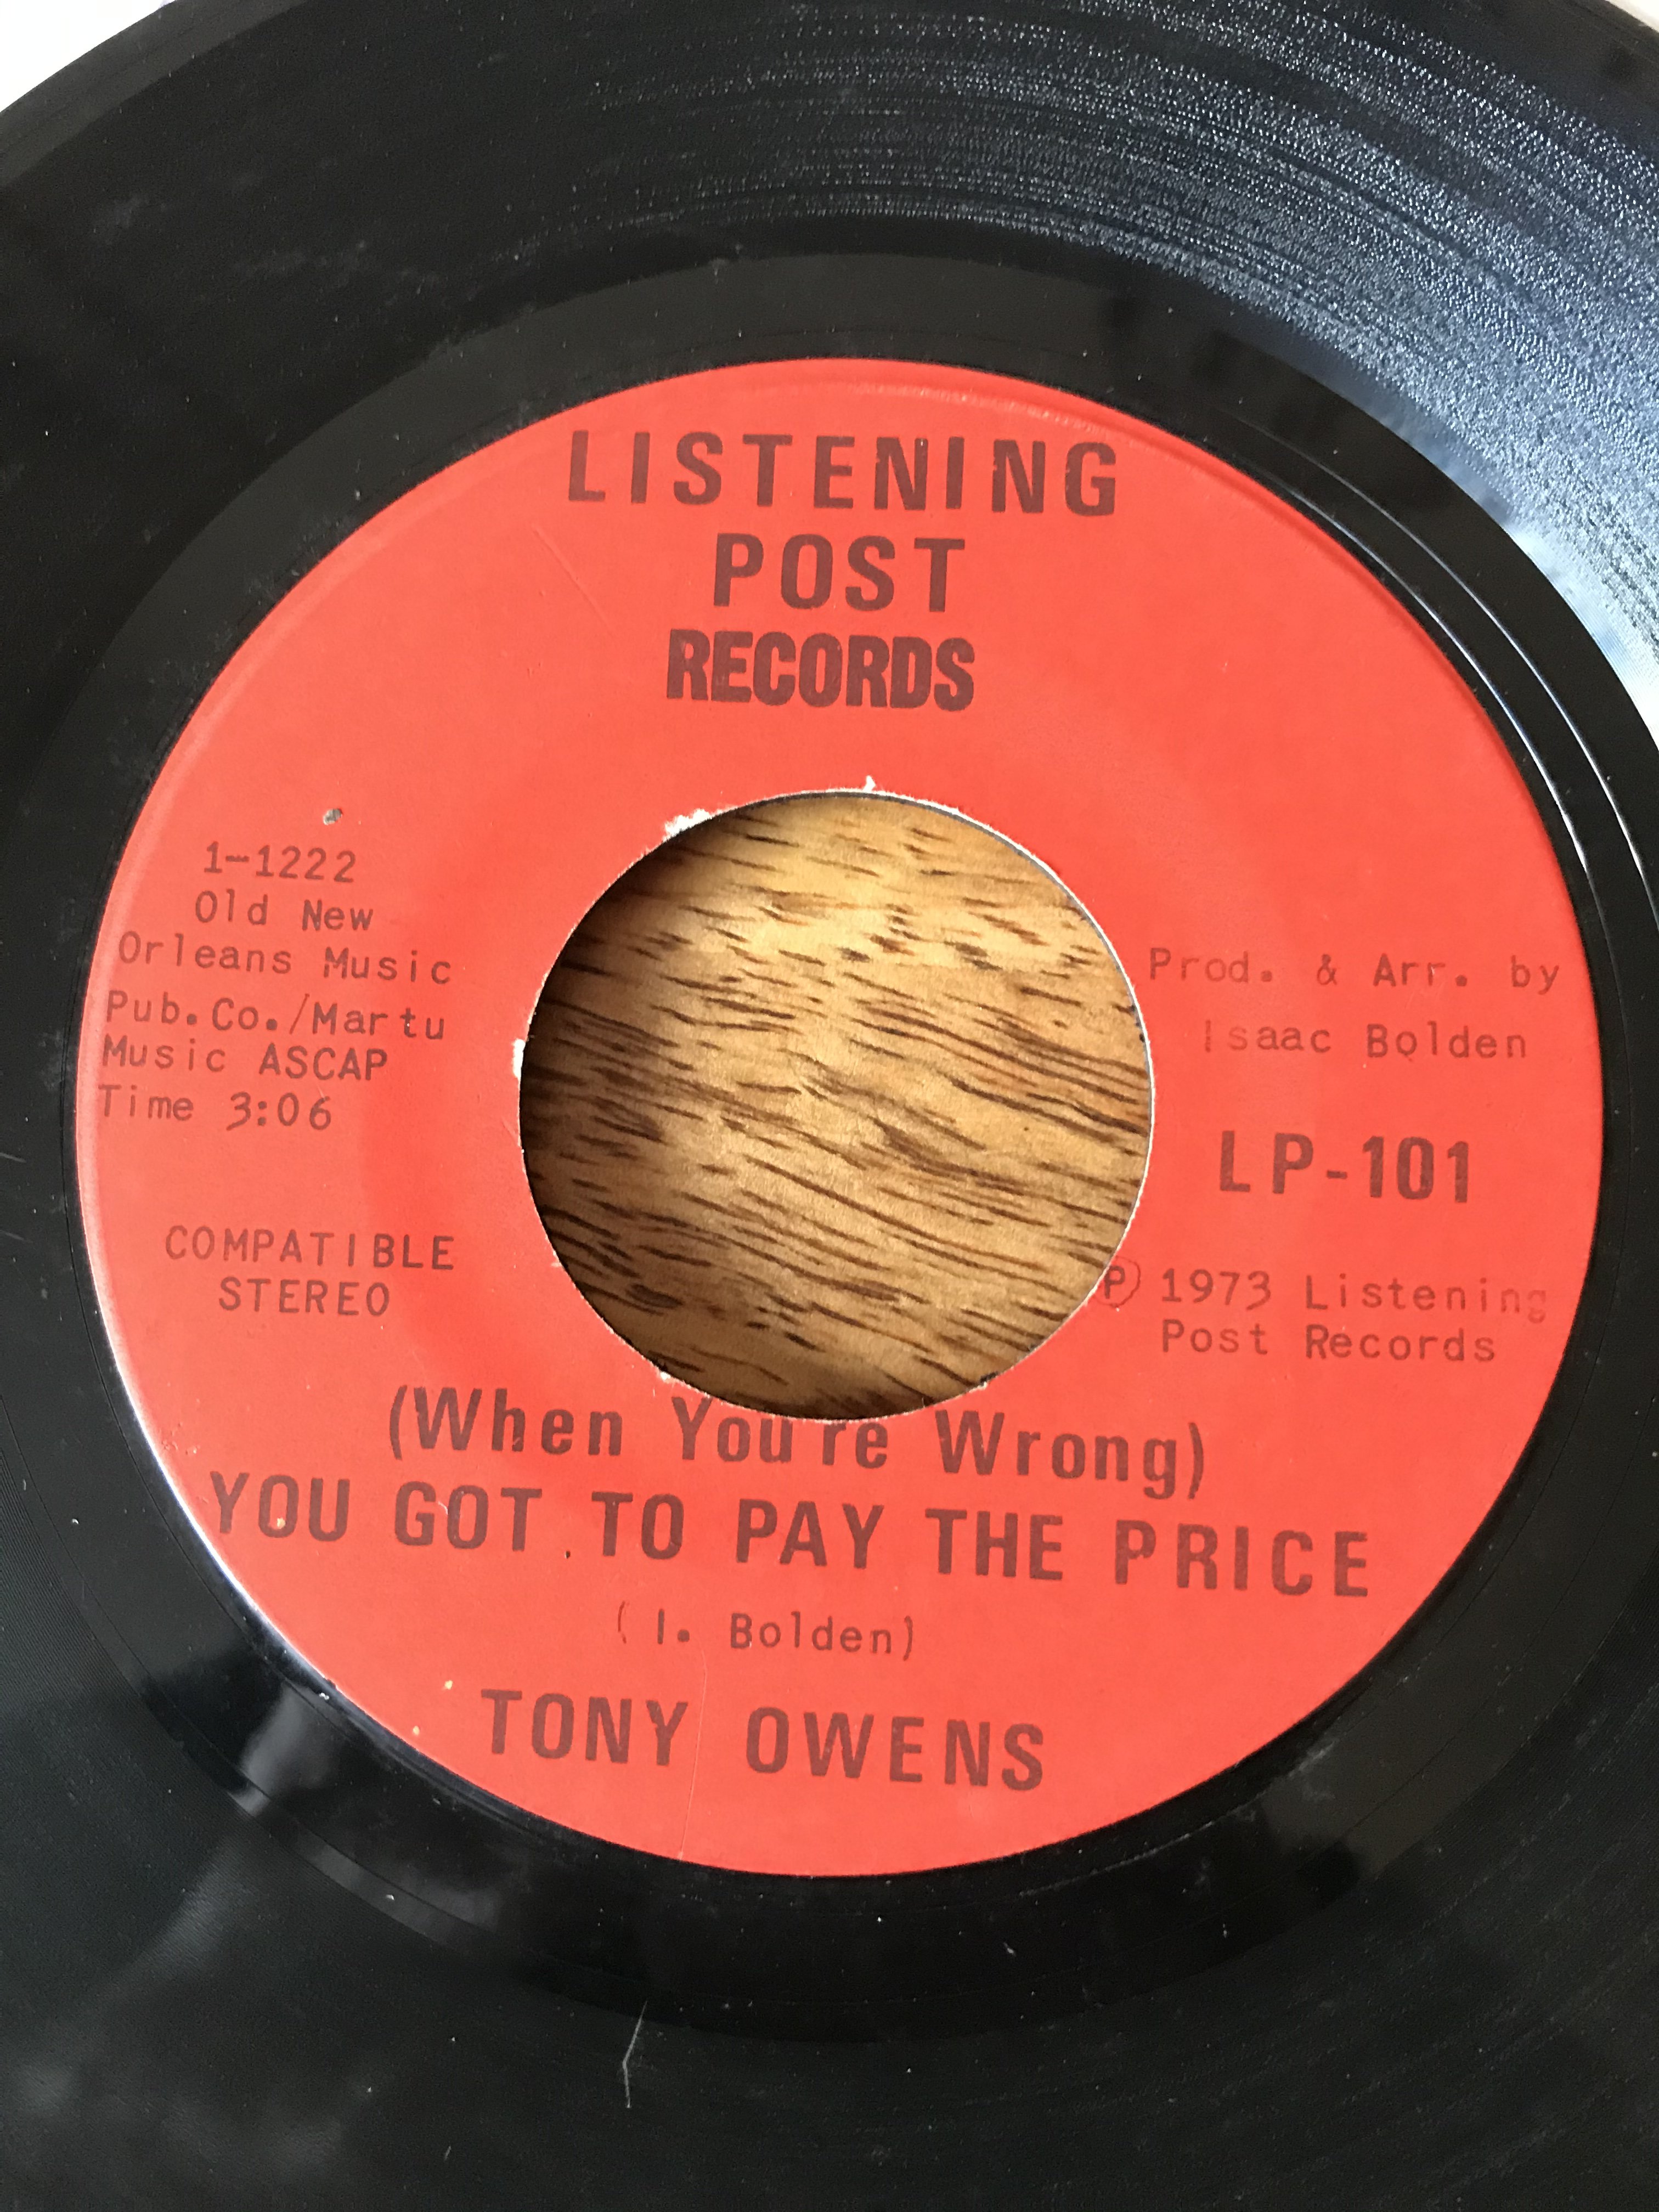 LISTENING
POST
RECORDS
1-1222
Old New
Orleans Music
Pub.Co./Martu
Music ASCAP
Time 3:06
COMPATIBLE
STEREO
Prod. & Arr. by
Isaac Bolden
LP-101
Ⓟ 1973 Listening
Post Records
(When You're Wrong)
YOU GOT TO PAY THE PRICE
(I. Bolden)
TONY OWENS